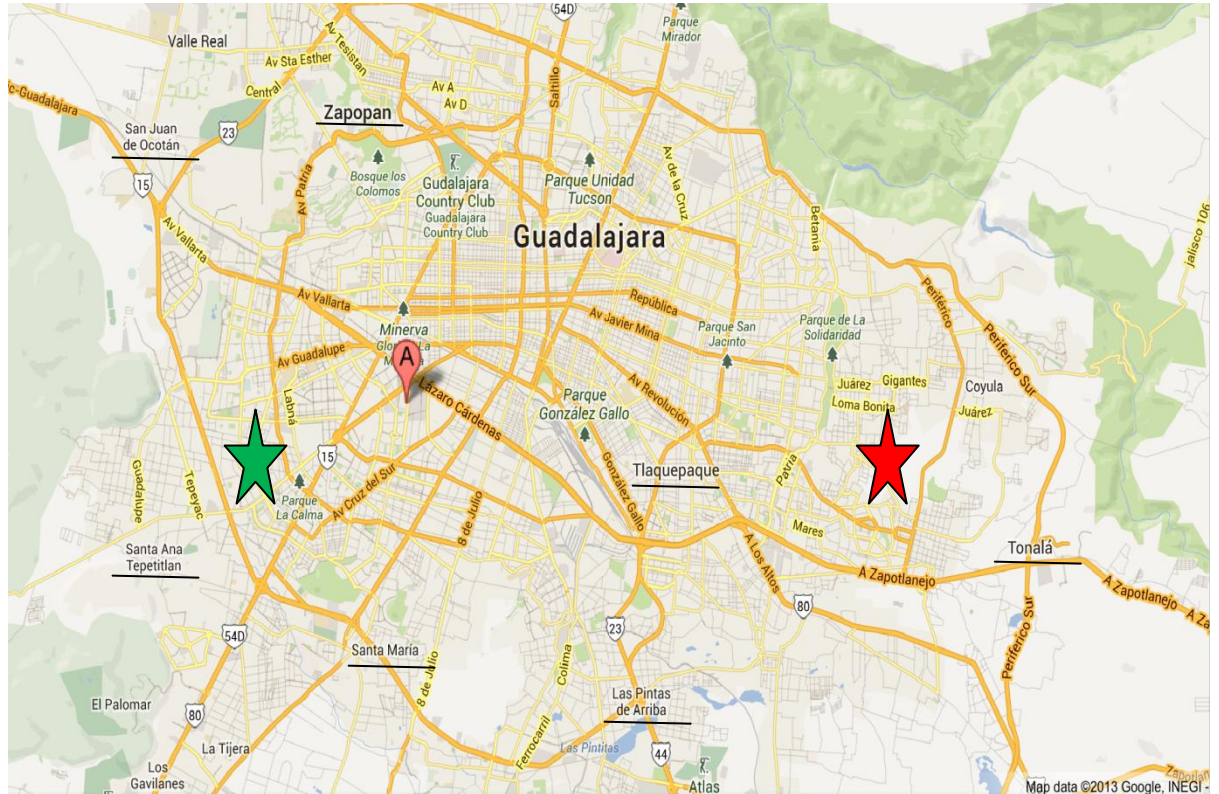 54D
Parque
Mirador
Valle Real
Av Tesistan
Av Sta Esther
Central
Av A
Av D
Saltillo
c-Guadalajara
Zapopan
San Juan
de Ocotán
23
15
Av Patria
Bosque los
Colomos
Gudalajara
Country Club
Guadalajara
Country Club
Parque Unidad
Tucson
Av de la Cruz
Betania
jalisco 106
Av Vallarta
Guadalajara
Periférico
Av Vallarta
República
Av Javier Mina
Parque San
Jacinto
Parque de La
Solidaridad
Periferico Sur
Minerva
Glo
La
M
a
A
Av Guadalupe
Labná
Lázaro Cárdenas
Parque
González Gallo
Av Revolución
Juárez
Gigantes
Loma Bonita
Coyula
Juárez
15
Guadalupe
Tepeyac
Parque
La Calma
Av Cruz del Sur
8 de Julio
González Gallo
Tlaquepaque
Patria
Mares
Santa Ana
Tepetitlan
A Los Altos
A Zapotlanejo
Tonalá
A Zapotlanejo
A Za
80
54D
23
Santa María
8 de Julio
Colima
Periferico Sur
El Palomar
80
Las Pintas
de Arriba
La Tijera
Ferrocarril
Las Pintitas
44
Los
Gavilanes
Atlas
Zapotlan
Map data ©2013 Google, INEGI -